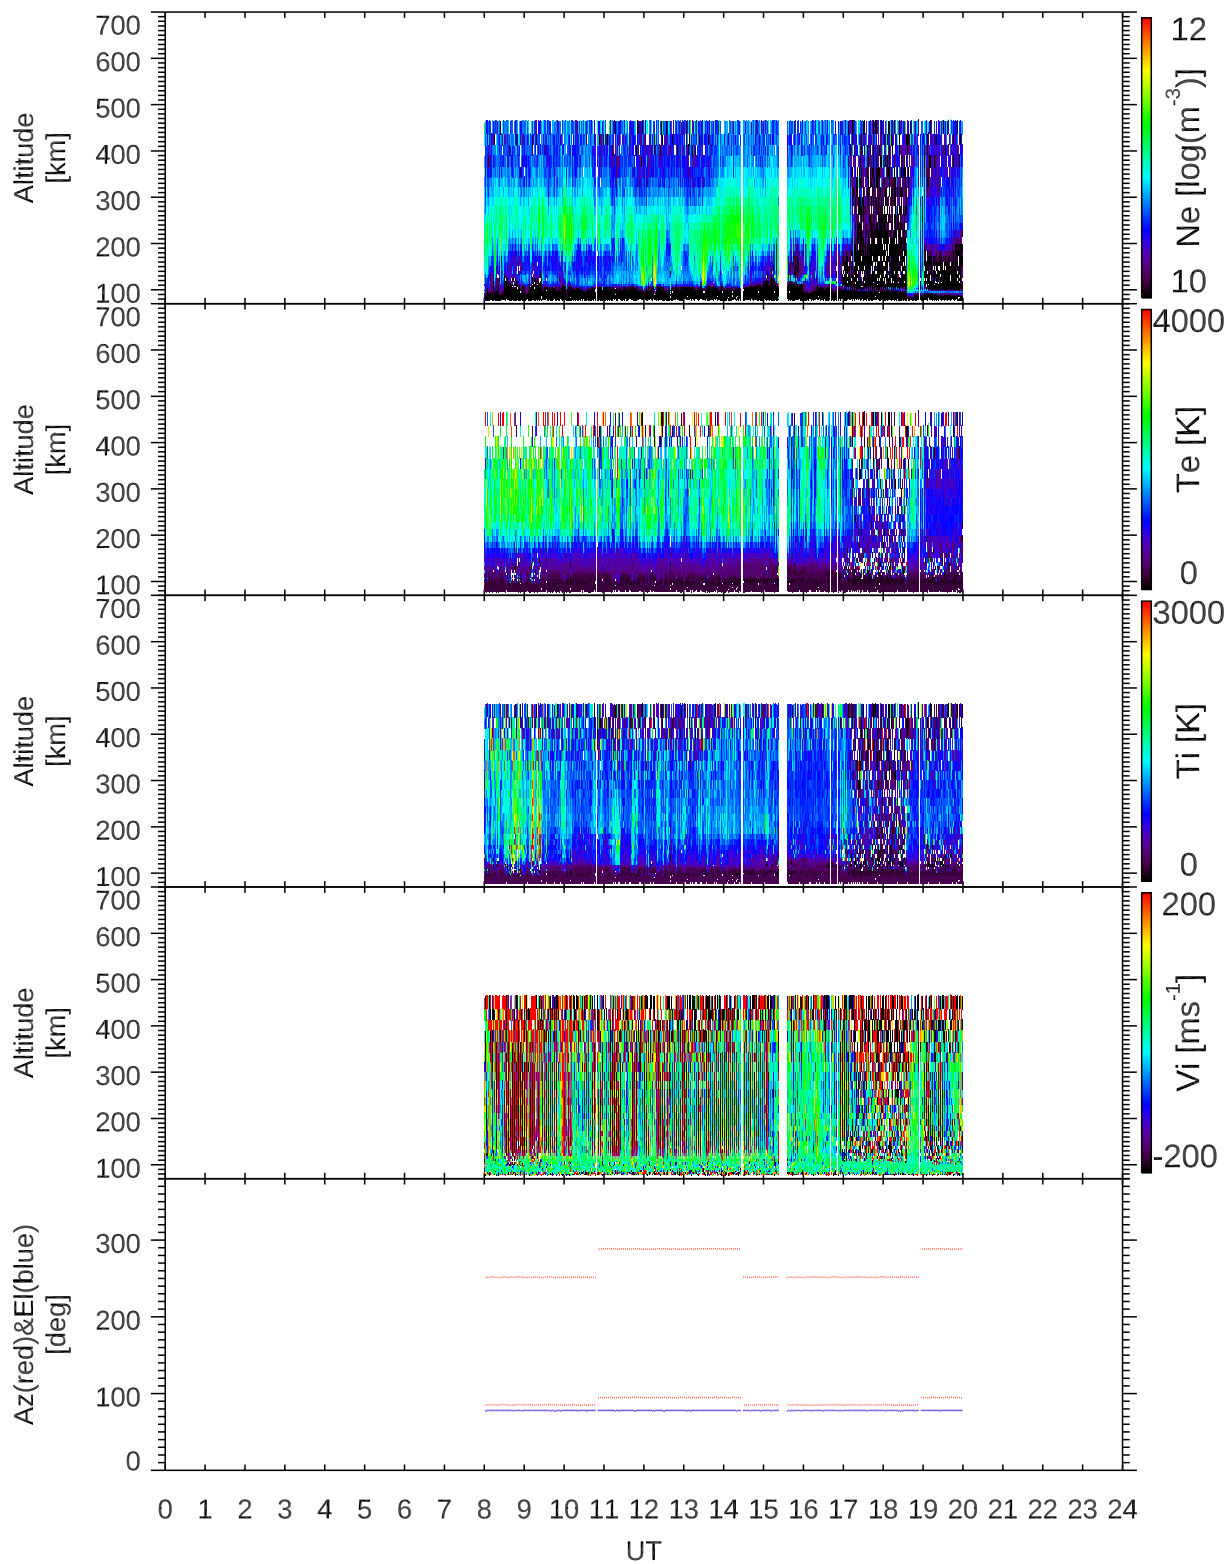 700
600
500
400
300
200
100
Altitude
[km]
12
Ne [log(m⁻³)]
10
700
600
500
400
300
200
100
Altitude
[km]
4000
Te [K]
0
700
600
500
400
300
200
100
Altitude
[km]
3000
Ti [K]
0
700
600
500
400
300
200
100
Altitude
[km]
200
Vi [ms⁻¹]
-200
300
200
100
0
Az(red)&El(blue)
[deg]
0 1 2 3 4 5 6 7 8 9 10 11 12 13 14 15 16 17 18 19 20 21 22 23 24
UT